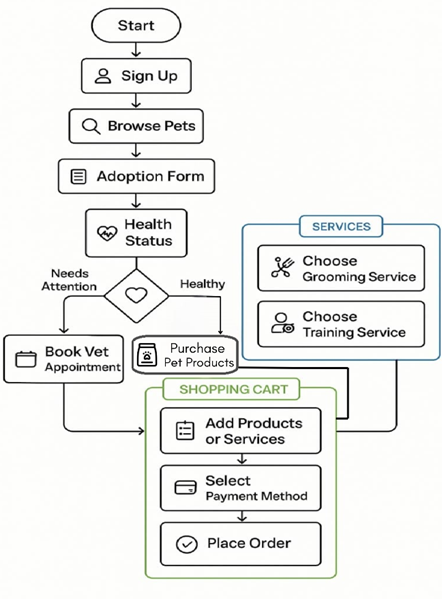 Start
Sign Up
Browse Pets
Adoption Form
Health
Status
SERVICES
Choose
Grooming Service
Choose
Training Service
Needs
Attention
Healthy
Book Vet
Appointment
Purchase
Pet Products
SHOPPING CART
Add Products
or Services
Select
Payment Method
Place Order